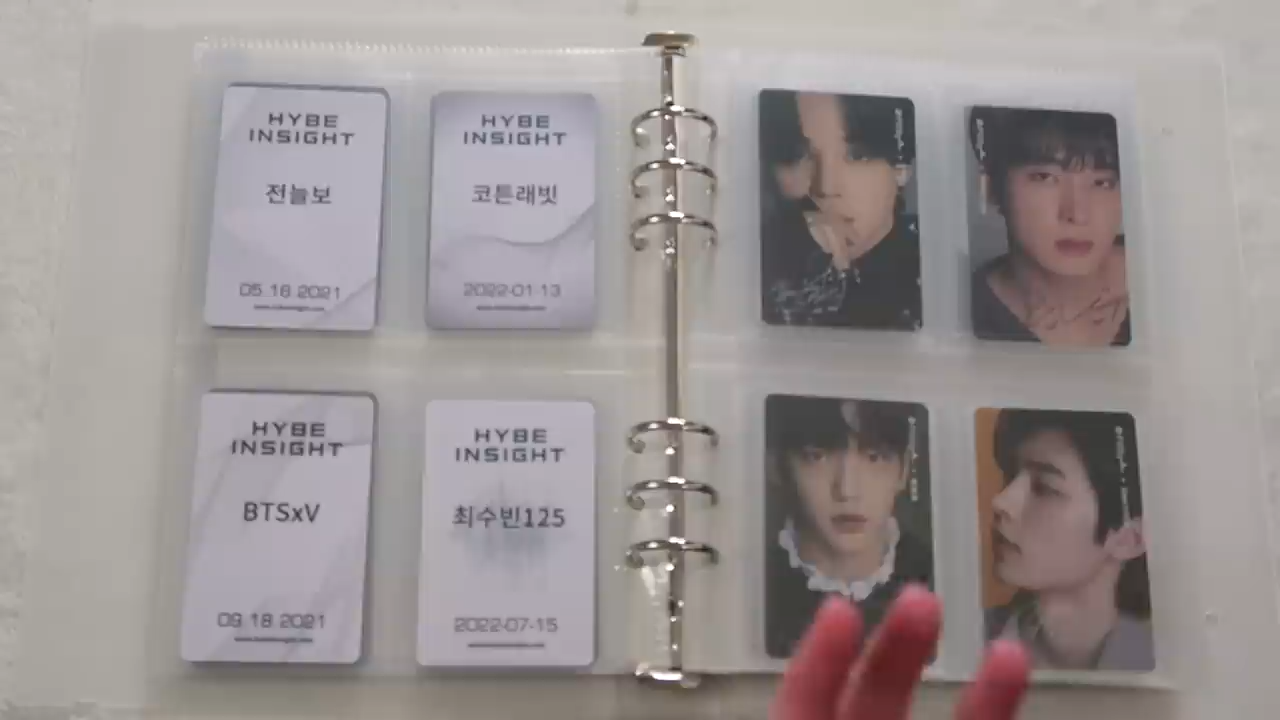 HYBE
INSIGHT
전늘보
05.16.2021
HYBE
INSIGHT
코튼래빗
2022-01-13
HYBE
INSIGHT
BTSxV
09.18.2021
HYBE
INSIGHT
최수빈125
2022-07-15